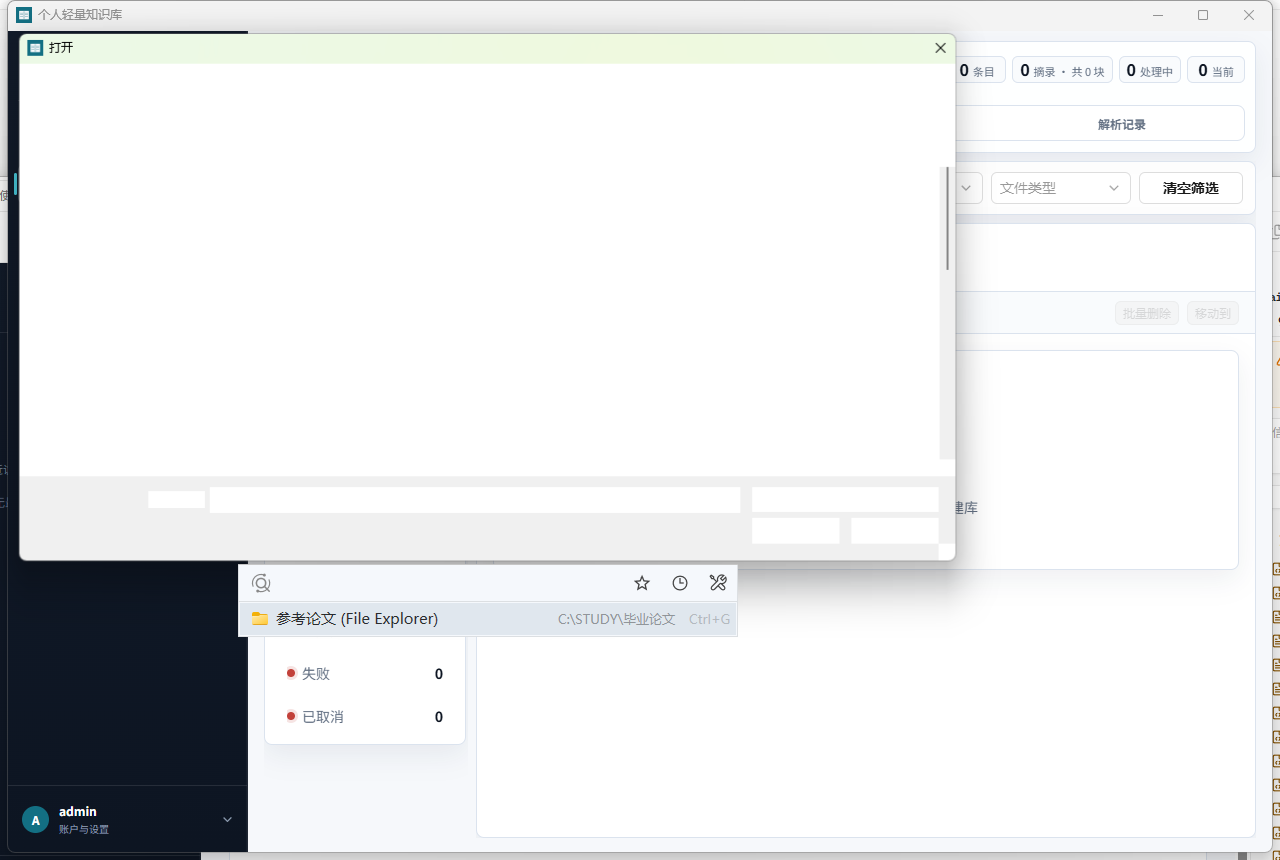 个人轻量知识库
打开
0 条目
0 摘录 · 共 0 块
0 处理中
0 当前
解析记录
文件类型
清空筛选
批量删除
移动到
建库
参考论文 (File Explorer)
C:\STUDY\毕业论文
Ctrl+G
失败
0
已取消
0
A
admin
账户与设置